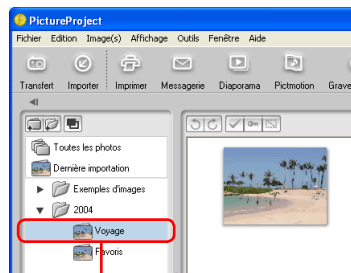 PictureProject
Fichier Edition Image(s) Affichage Outils Fenêtre Aide
Transfert Importer Imprimer Messagerie Diaporama Pictmotion Grave
Toutes les photos
Dernière importation
Exemples d'images
2004
Voyage
Favoris